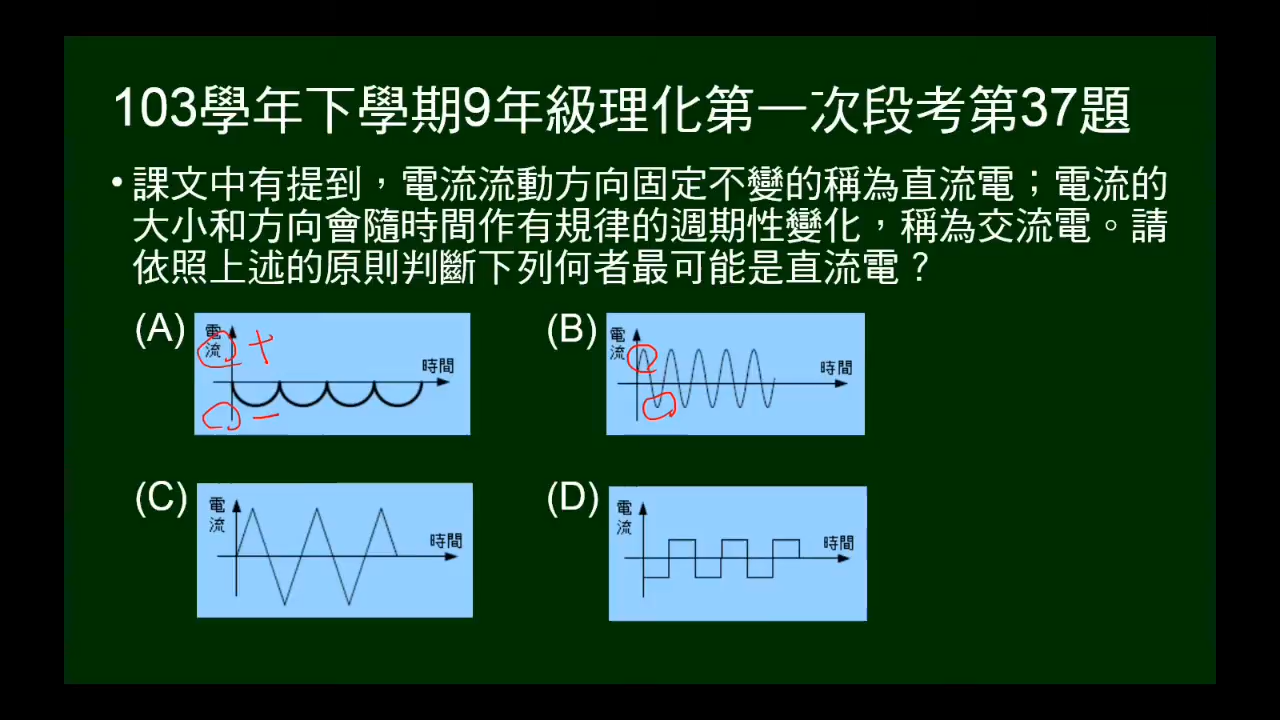 103學年下學期9年級理化第一次段考第37題
• 課文中有提到，電流流動方向固定不變的稱為直流電；電流的
大小和方向會隨時間作有規律的週期性變化，稱為交流電。請
依照上述的原則判斷下列何者最可能是直流電？
(A)
電流
+
時間
−
(B)
電流
時間
(C)
電流
時間
(D)
電流
時間